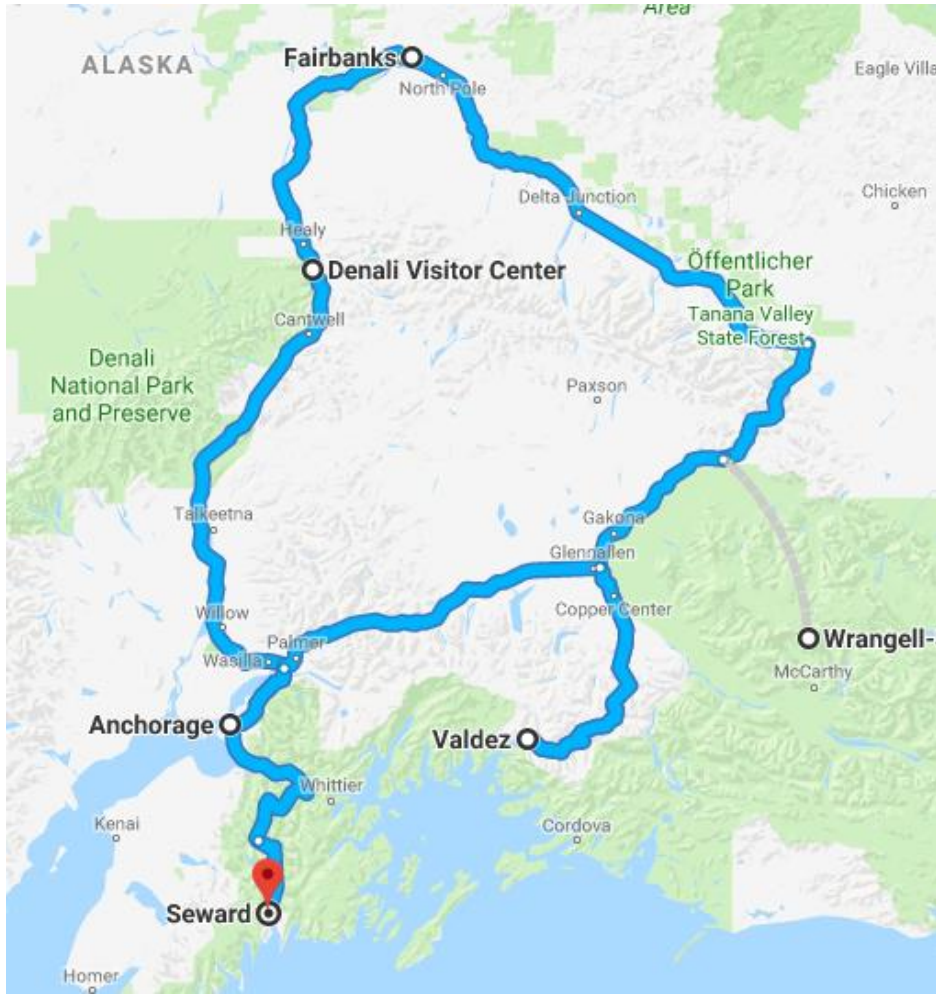 Area
Fairbanks
ALASKA
North Pole
Eagle Villa
Chicken
Delta Junction
Healy
Denali Visitor Center
Öffentlicher
Park
Tanana Valley
State Forest
Cantwell
Denali
National Park
and Preserve
Paxson
Talkeetna
Gakona
Glennallen
Copper Center
Willow
Palmer
Wasilla
Wrangell-
McCarthy
Anchorage
Valdez
Whittier
Kenai
Cordova
Seward
Homer